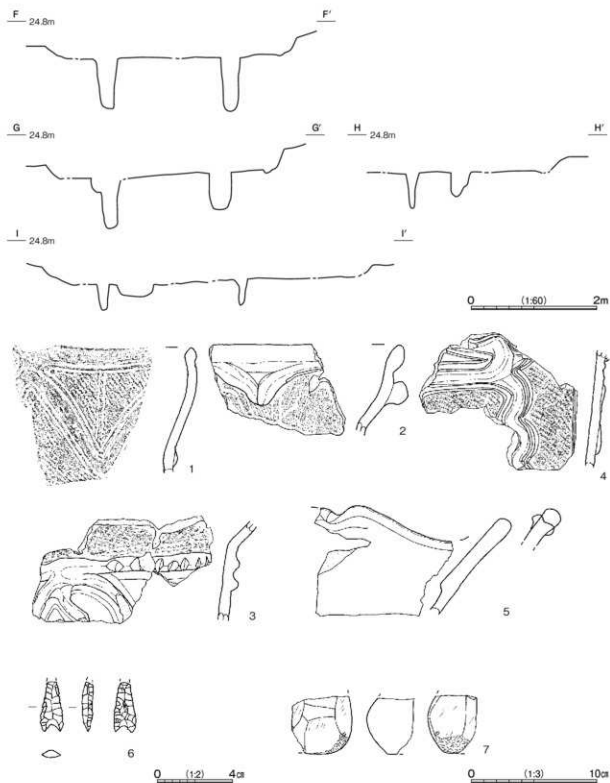 F F'
24.8m
G G' H H'
24.8m 24.8m
I I'
24.8m
0 (1:60) 2m
1
2
4
3
5
6
7
0 (1:2) 4㎝ 0 (1:3) 10㎝